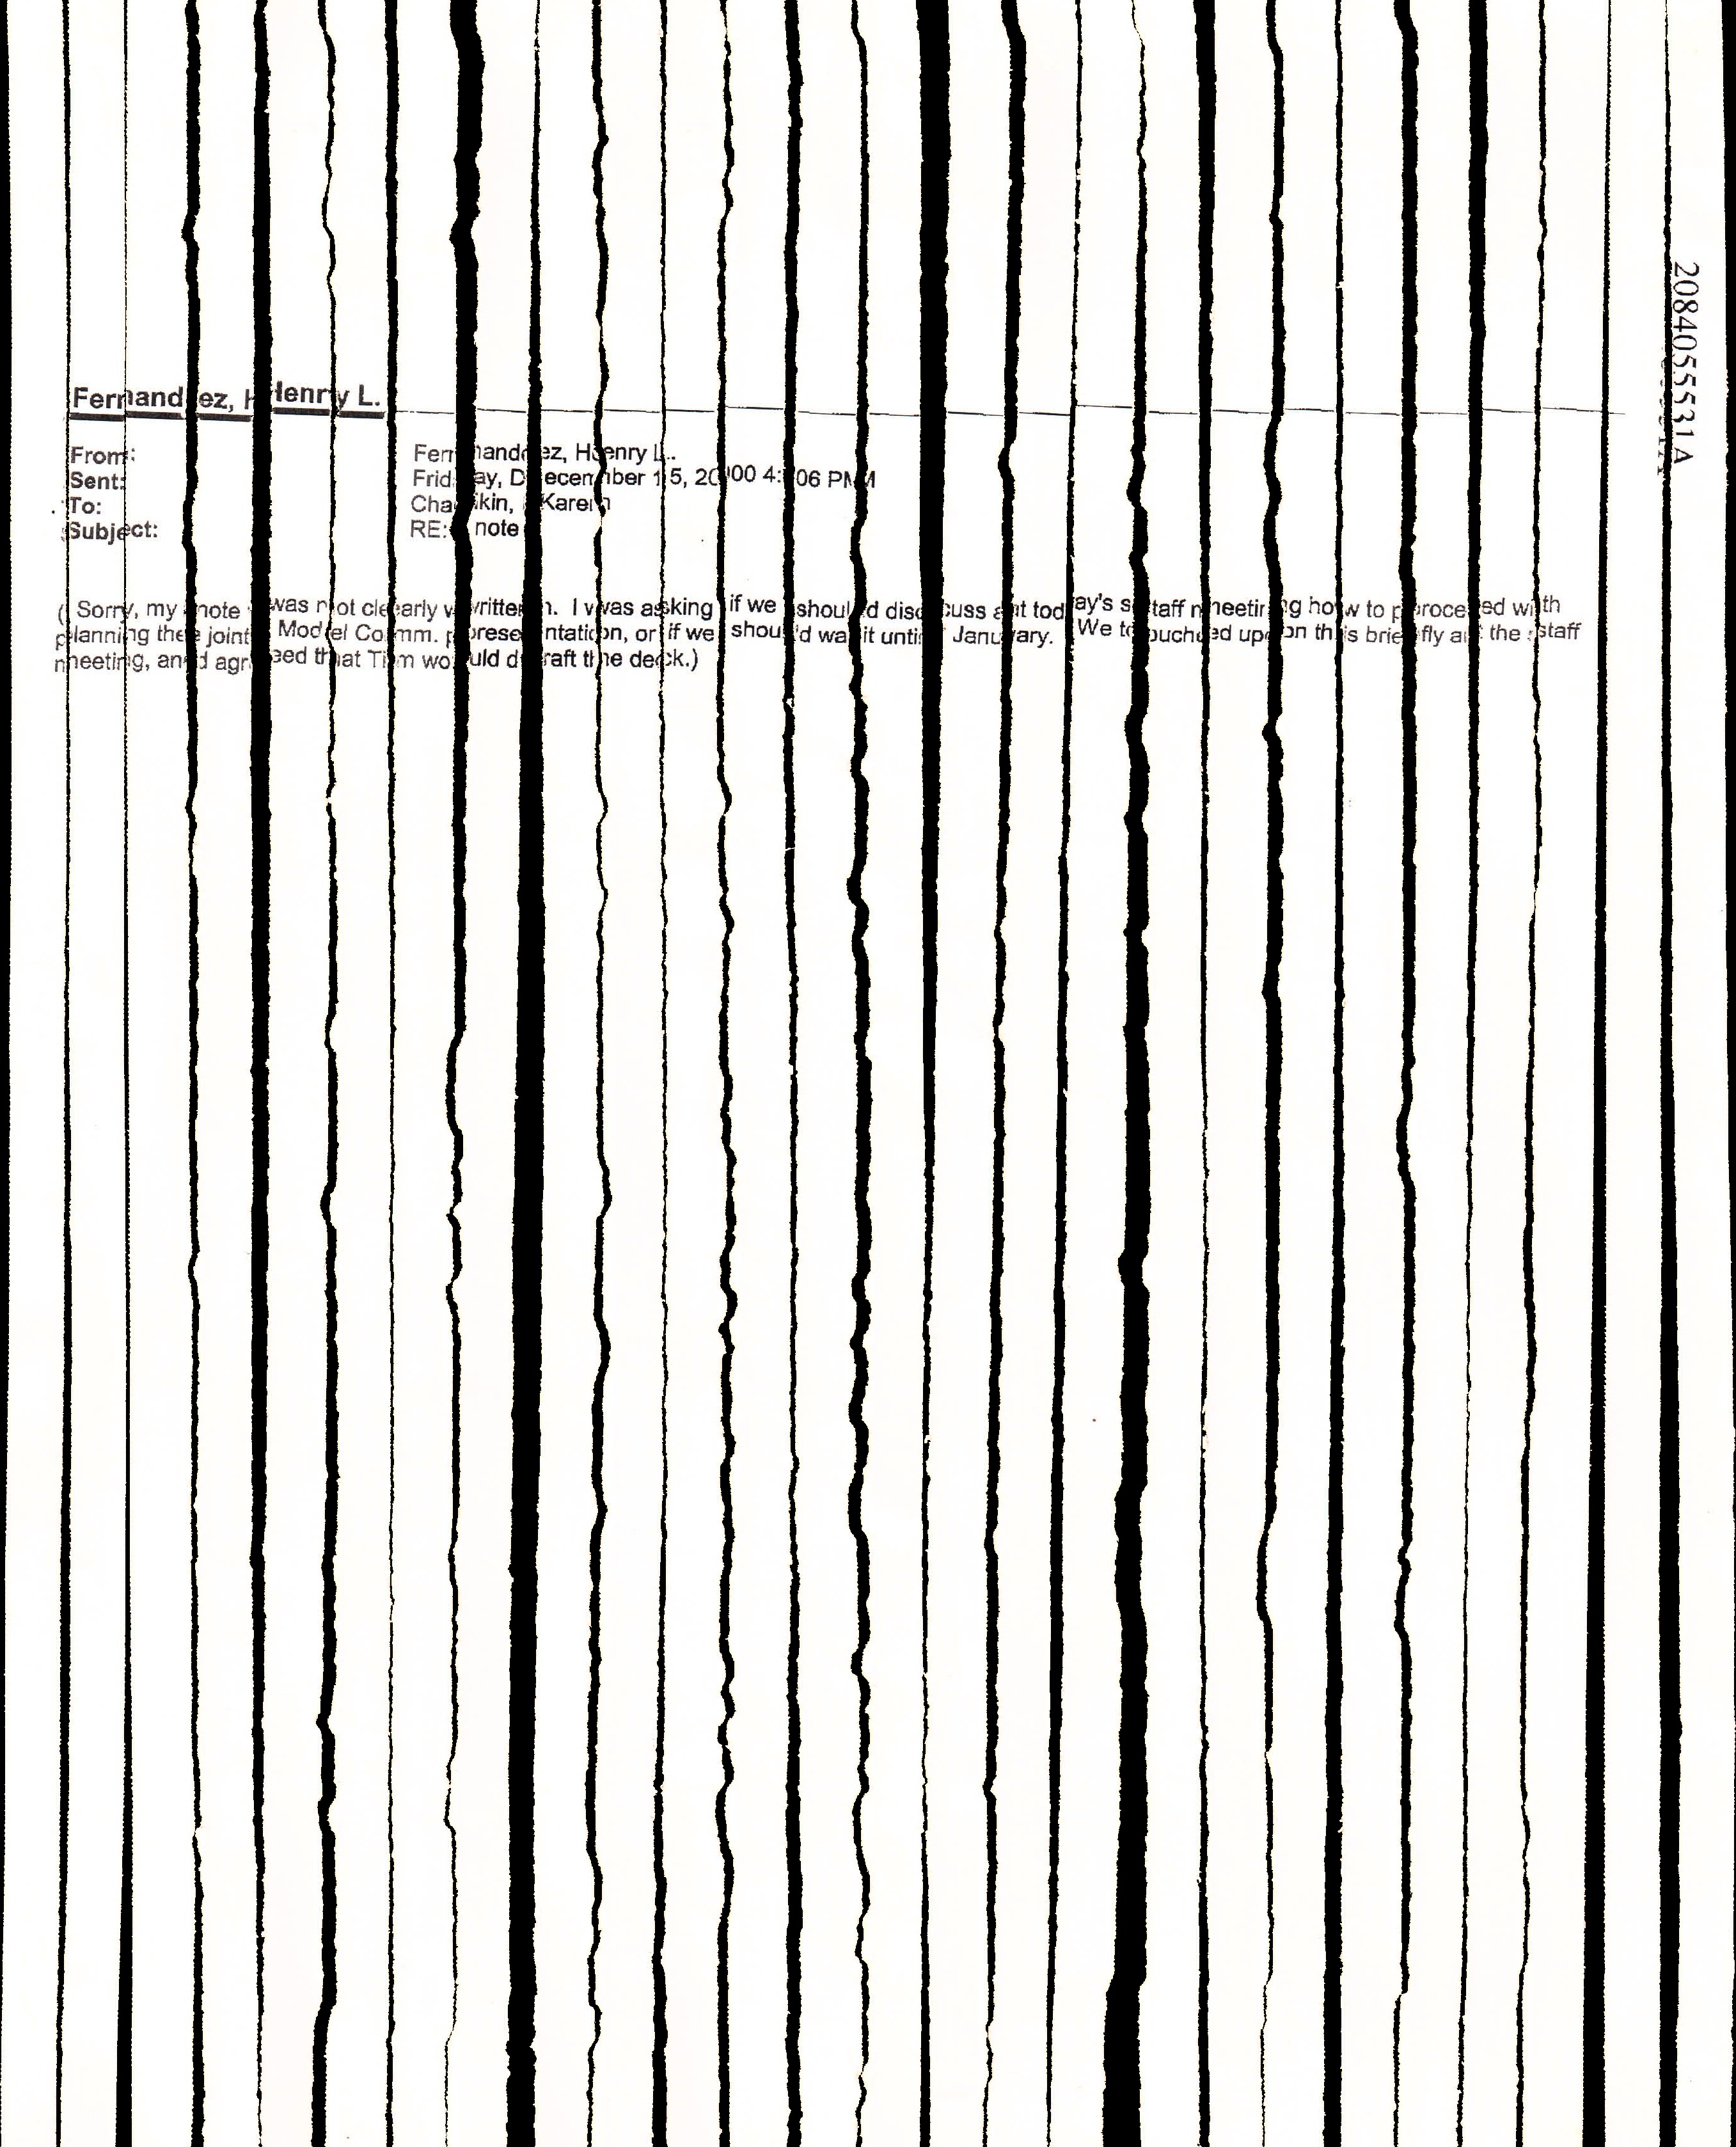 Fernandez, Henry L.
From: Fernandez, Henry L.
Sent: Friday, December 15, 2000 4:06 PM
To: Chaikin, Karen
Subject: RE: note
(Sorry, my note was not clearly written. I was asking if we should discuss at today's staff meeting how to proceed with
planning the joint Model Comm. presentation, or if we should wait until January. We touched upon this briefly at the staff
meeting, and agreed that Tim would draft the deck.)
2084055531A